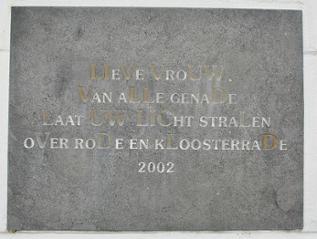 LIEVE VROUW.
VAN ALLE GENADE
LAAT UW LICHT STRALEN
OVER RODE EN KLOOSTERRADE
2002